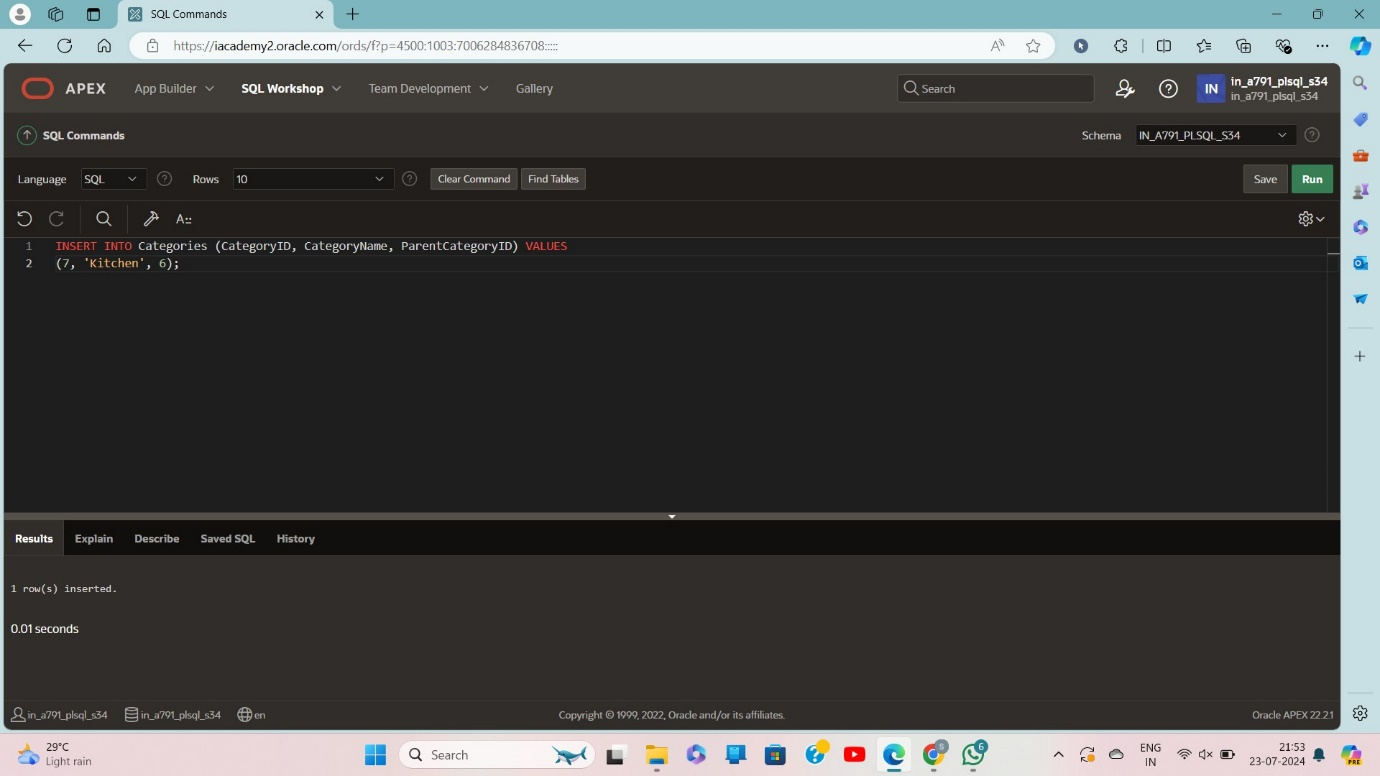 SQL Commands
https://iacademy2.oracle.com/ords/f?p=4500:1003:7006284836708:::::
APEX App Builder SQL Workshop Team Development Gallery Search IN in_a791_plsql_s34
in_a791_plsql_s34
SQL Commands Schema IN_A791_PLSQL_S34
Language SQL Rows 10 Clear Command Find Tables Save Run
1 INSERT INTO Categories (CategoryID, CategoryName, ParentCategoryID) VALUES
2 (7, 'Kitchen', 6);
Results Explain Describe Saved SQL History
1 row(s) inserted.
0.01 seconds
in_a791_plsql_s34 in_a791_plsql_s34 en Copyright © 1999, 2022, Oracle and/or its affiliates. Oracle APEX 22.2.1
29°C
Light rain
Search
S
6
ENG
IN
21:53
23-07-2024
PRE